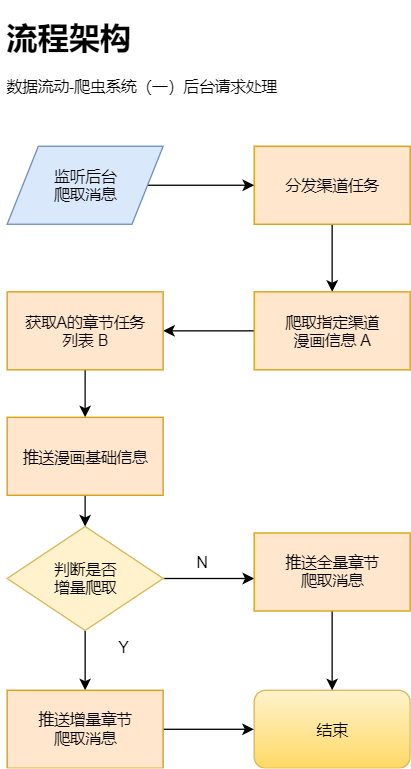 流程架构
数据流动-爬虫系统（一）后台请求处理
监听后台
爬取消息
分发渠道任务
爬取指定渠道
漫画信息 A
获取A的章节任务
列表 B
推送漫画基础信息
判断是否
增量爬取
N
推送全量章节
爬取消息
Y
推送增量章节
爬取消息
结束